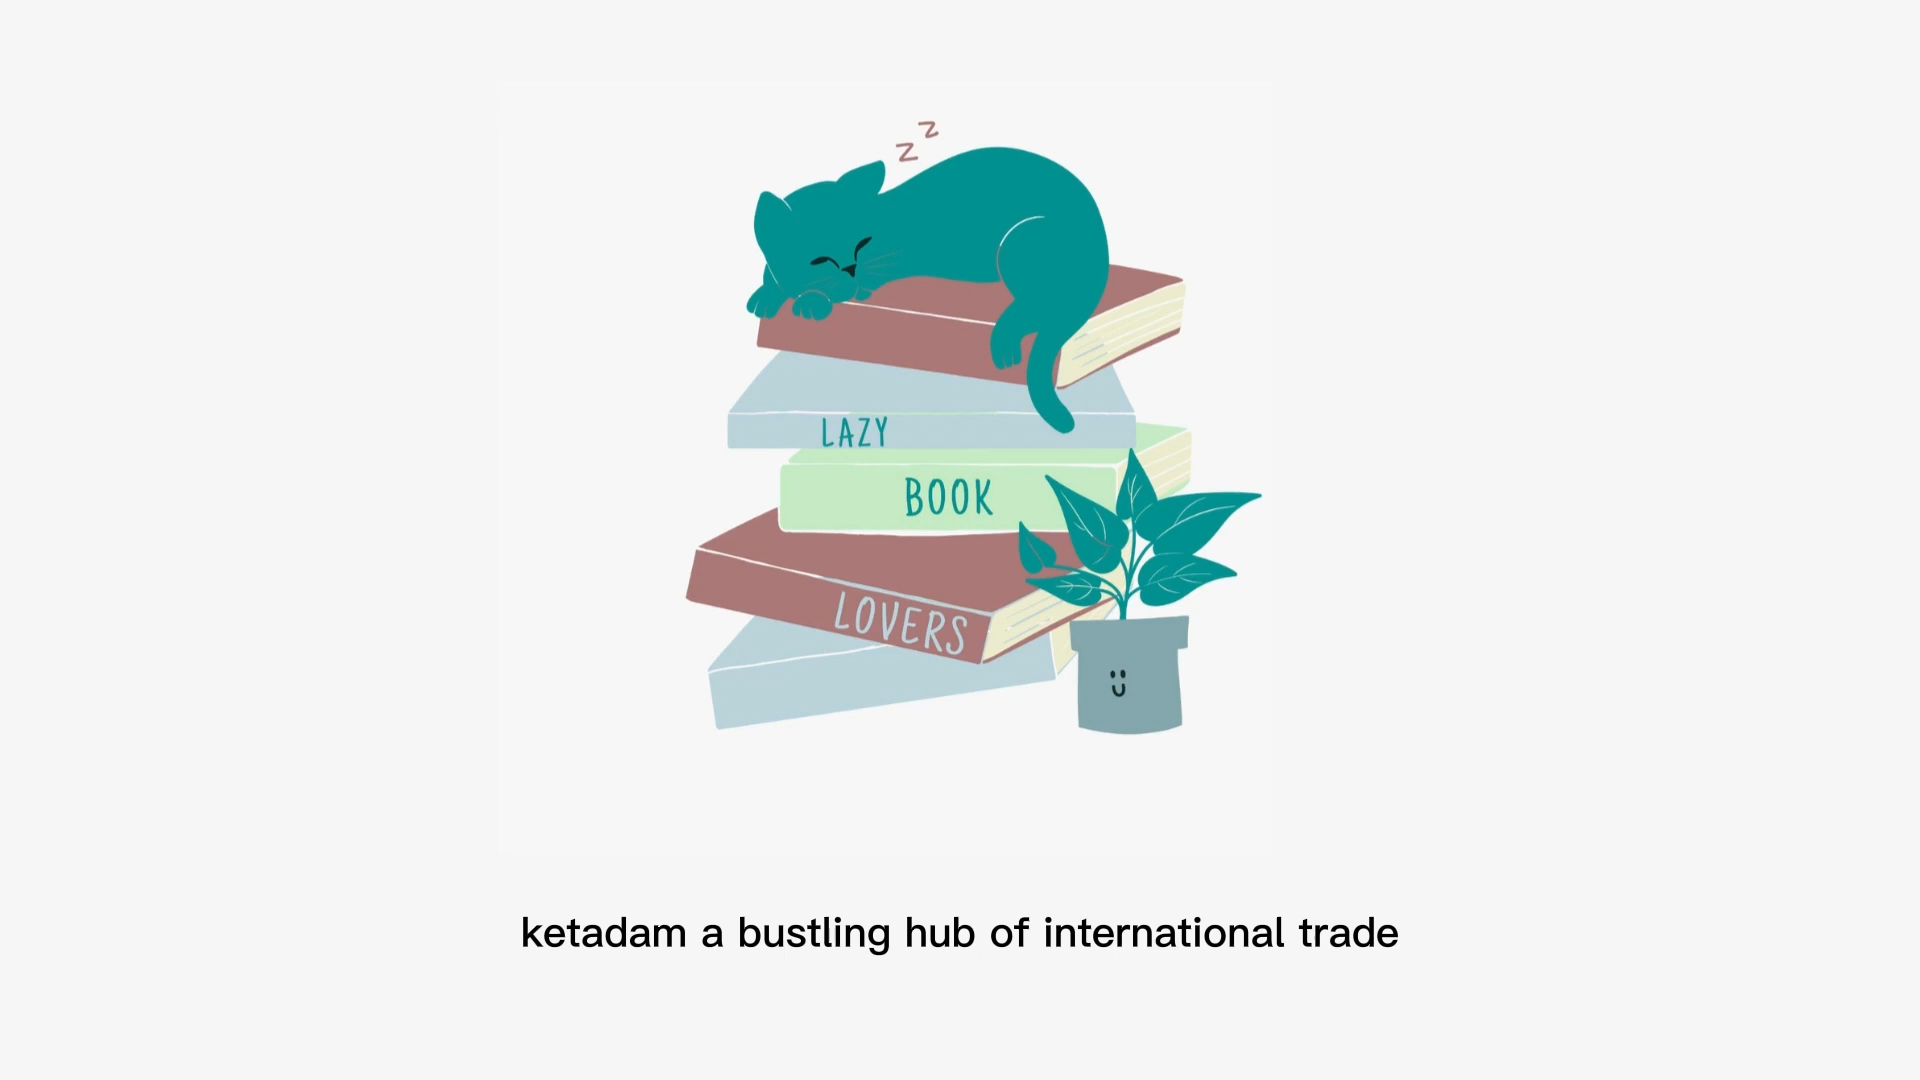 z
z
LAZY
BOOK
LOVERS
ketadam a bustling hub of international trade